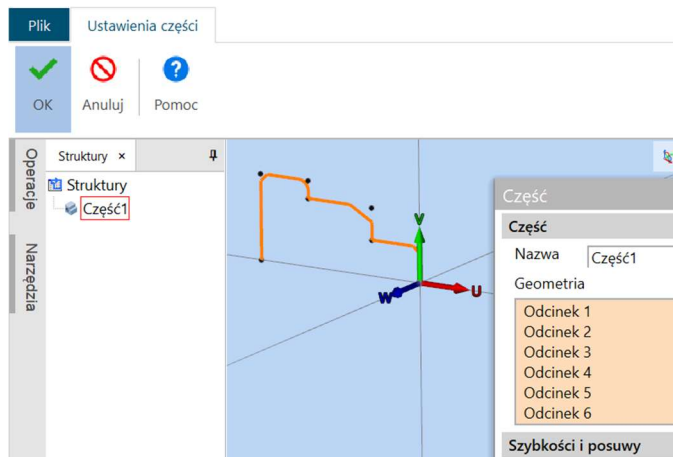 Plik
Ustawienia części
OK
Anuluj
Pomoc
Operacje
Narzędzia
Struktury ×
Struktury
Część1
V
U
W
Część
Część
Nazwa Część1
Geometria
Odcinek 1
Odcinek 2
Odcinek 3
Odcinek 4
Odcinek 5
Odcinek 6
Szybkości i posuwy